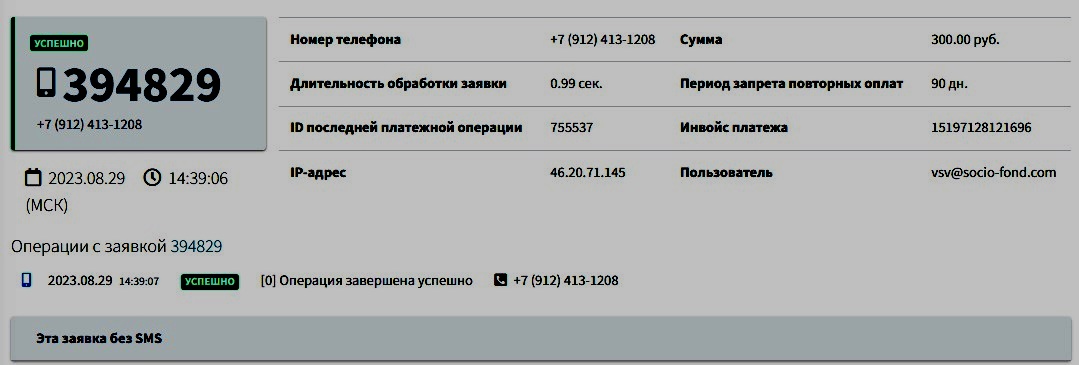 УСПЕШНО
394829
+7 (912) 413-1208
2023.08.29 14:39:06
(МСК)
Номер телефона +7 (912) 413-1208 Сумма 300.00 руб.
Длительность обработки заявки 0.99 сек. Период запрета повторных оплат 90 дн.
ID последней платежной операции 755537 Инвойс платежа 15197128121696
IP-адрес 46.20.71.145 Пользователь vsv@socio-fond.com
Операции с заявкой 394829
2023.08.29 14:39:07 УСПЕШНО [0] Операция завершена успешно +7 (912) 413-1208
Эта заявка без SMS